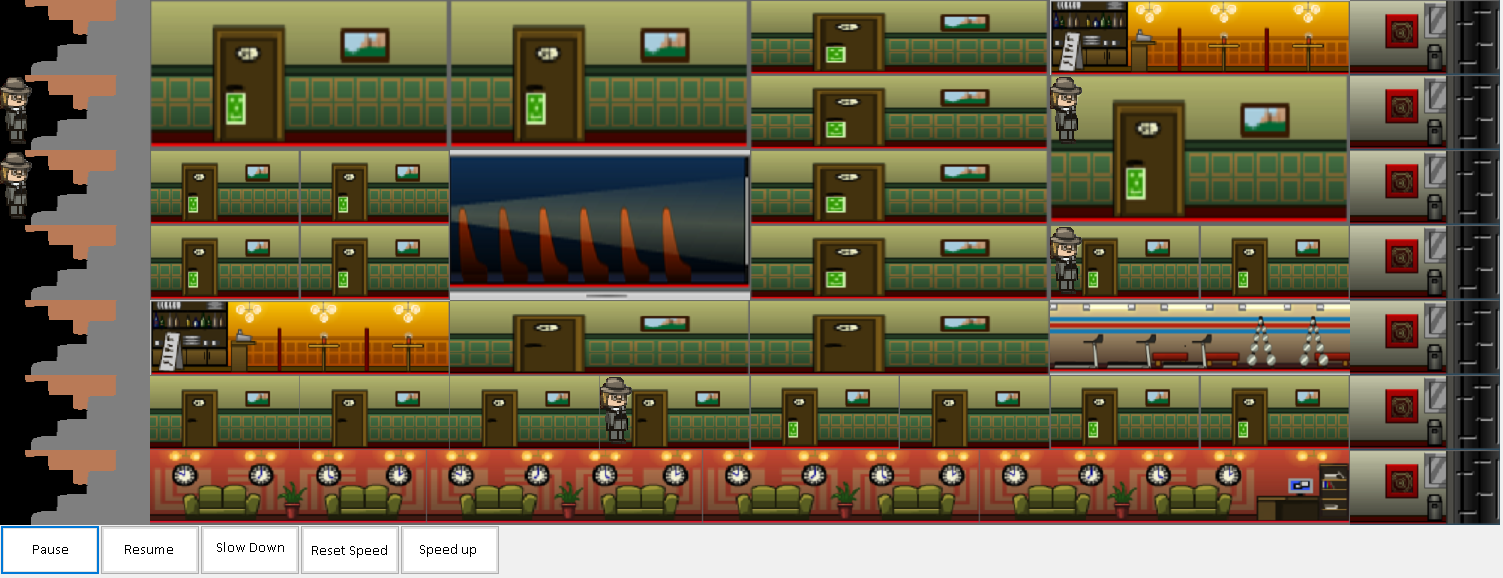 Pause
Resume
Slow Down
Reset Speed
Speed up